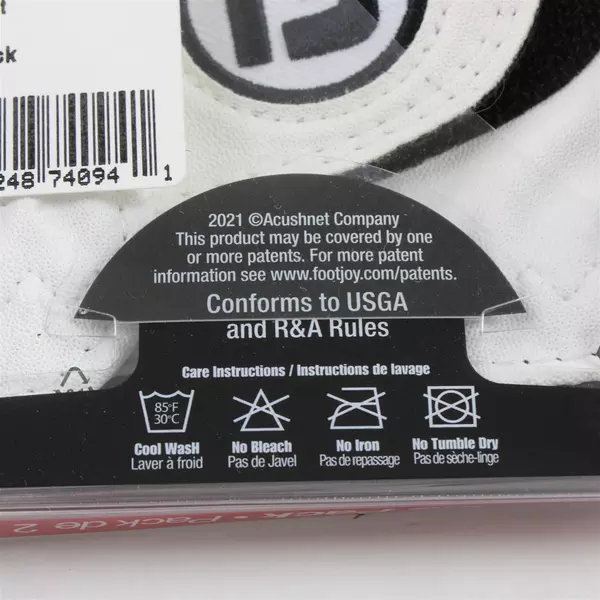 248 74094 1
2021 ©Acushnet Company
This product may be covered by one
or more patents. For more patent
information see www.footjoy.com/patents.
Conforms to USGA
and R&A Rules
Care Instructions / Instructions de lavage
85°F
30°C
Cool Wash No Bleach No Iron No Tumble Dry
Laver à froid Pas de Javel Pas de repassage Pas de sèche-linge
Pack • Pack de 2